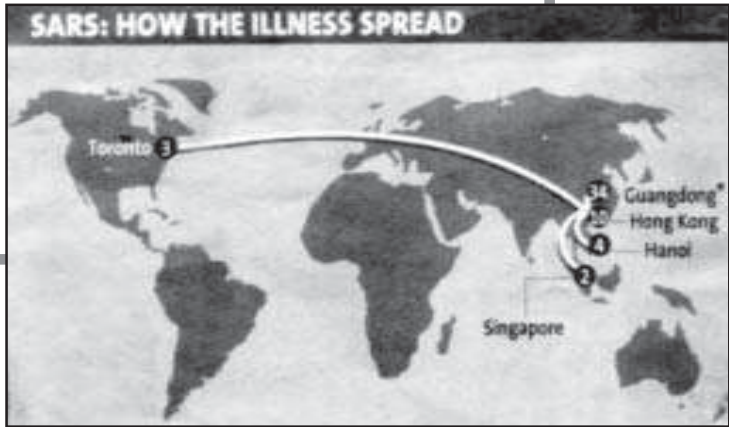 SARS: HOW THE ILLNESS SPREAD
Toronto 3
34 Guangdong*
Hong Kong
4 Hanoi
2
Singapore